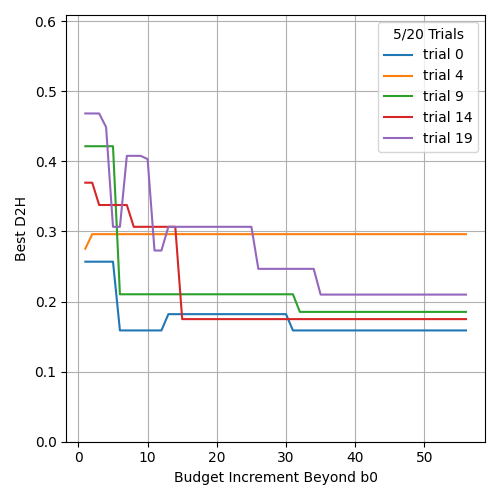 5/20 Trials
trial 0
trial 4
trial 9
trial 14
trial 19
Best D2H
0.6
0.5
0.4
0.3
0.2
0.1
0.0
0
10
20
30
40
50
Budget Increment Beyond b0